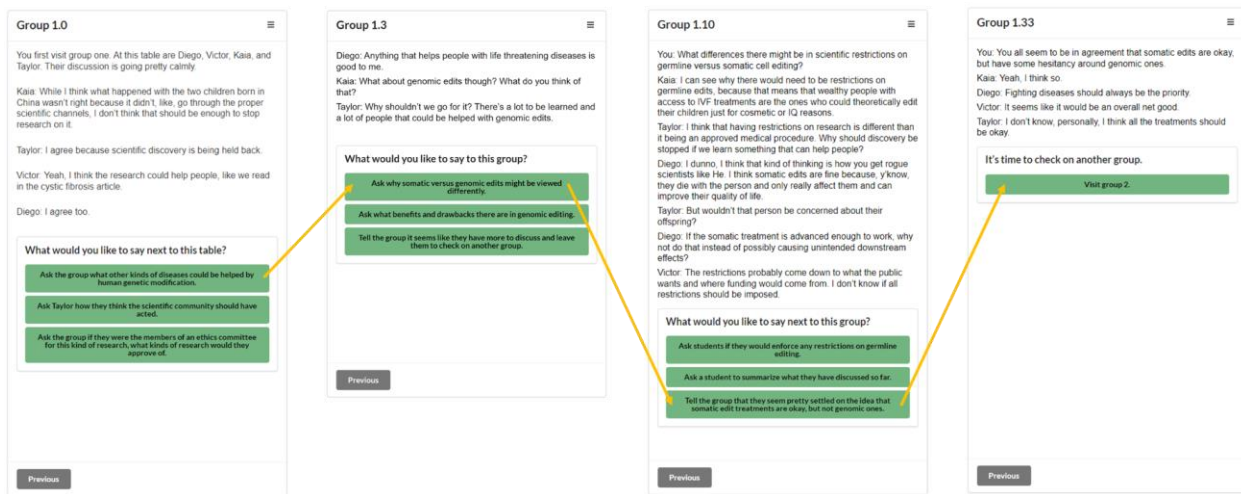 Group 1.0
You first visit group one. At this table are Diego, Victor, Kaia, and
Taylor. Their discussion is going pretty calmly.
Kaia: While I think what happened with the two children born in
China wasn't right because it didn't, like, go through the proper
scientific channels, I don't think that should be enough to stop
research on it.
Taylor: I agree because scientific discovery is being held back.
Victor: Yeah, I think the research could help people, like we read
in the cystic fibrosis article.
Diego: I agree too.
What would you like to say next to this table?
Ask the group what other kinds of diseases could be helped by
human genetic modification.
Ask Taylor how they think the scientific community should have
acted.
Ask the group if they were the members of an ethics committee
for this kind of research, what kinds of research would they
approve of.
Previous
Group 1.3
Diego: Anything that helps people with life threatening diseases is
good to me.
Kaia: What about genomic edits though? What do you think of
that?
Taylor: Why shouldn't we go for it? There's a lot to be learned and
a lot of people that could be helped with genomic edits.
What would you like to say to this group?
Ask why somatic versus genomic edits might be viewed
differently.
Ask what benefits and drawbacks there are in genomic editing.
Tell the group it seems like they have more to discuss and leave
them to check on another group.
Previous
Group 1.10
You: What differences there might be in scientific restrictions on
germline versus somatic cell editing?
Kaia: I can see why there would need to be restrictions on
germline edits, because that means that wealthy people with
access to IVF treatments are the ones who could theoretically edit
their children just for cosmetic or IQ reasons.
Taylor: I think that having restrictions on research is different than
it being an approved medical procedure. Why should discovery be
stopped if we learn something that can help people?
Diego: I dunno, I think that kind of thinking is how you get rogue
scientists like He. I think somatic edits are fine because, y'know,
they die with the person and only really affect them and can
improve their quality of life.
Taylor: But wouldn't that person be concerned about their
offspring?
Diego: If the somatic treatment is advanced enough to work, why
not do that instead of possibly causing unintended downstream
effects?
Victor: The restrictions probably come down to what the public
wants and where funding would come from. I don't know if all
restrictions should be imposed.
What would you like to say next to this group?
Ask students if they would enforce any restrictions on germline
editing.
Ask a student to summarize what they have discussed so far.
Tell the group that they seem pretty settled on the idea that
somatic edit treatments are okay, but not genomic ones.
Previous
Group 1.33
You: You all seem to be in agreement that somatic edits are okay,
but have some hesitancy around genomic ones.
Kaia: Yeah, I think so.
Diego: Fighting diseases should always be the priority.
Victor: It seems like it would be an overall net good.
Taylor: I don't know, personally, I think all the treatments should
be okay.
It's time to check on another group.
Visit group 2.
Previous